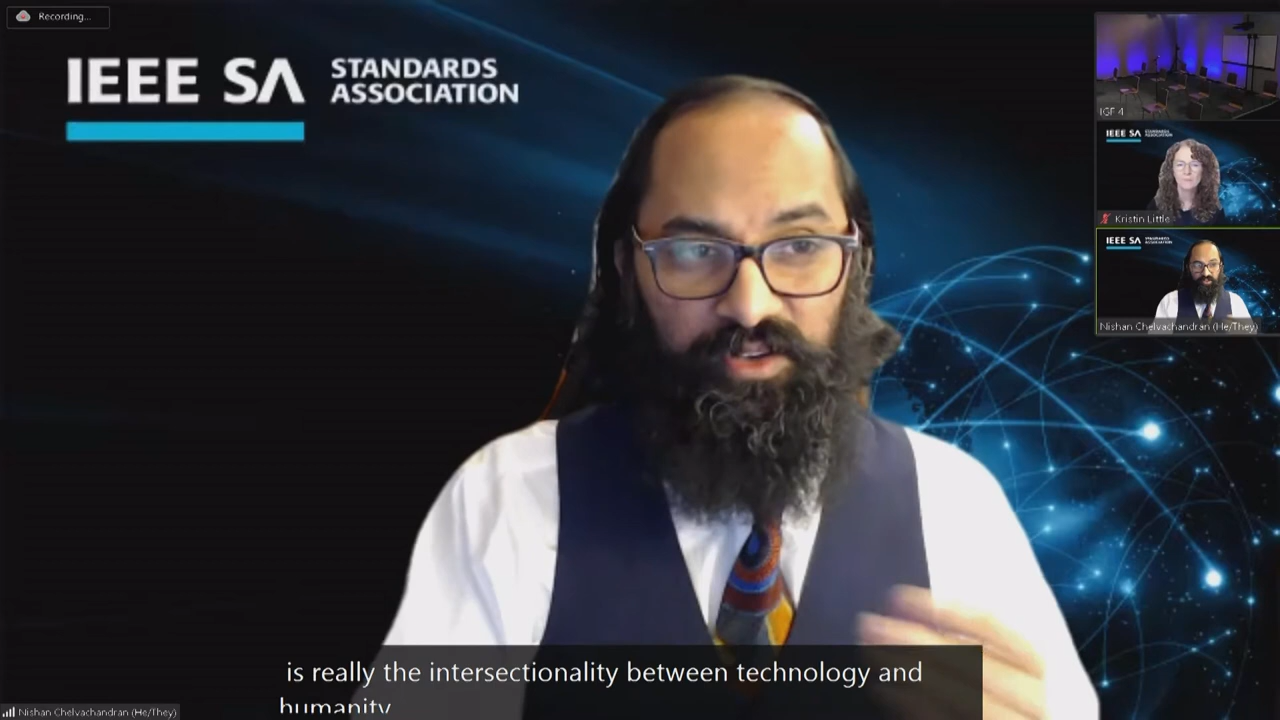 Recording...
IEEE SA STANDARDS
ASSOCIATION
IGF 4
IEEE SA STANDARDS
ASSOCIATION
Kristin Little
IEEE SA STANDARDS
ASSOCIATION
Nishan Chelvachandran (He/They)
is really the intersectionality between technology and
humanity
Nishan Chelvachandran (He/They)